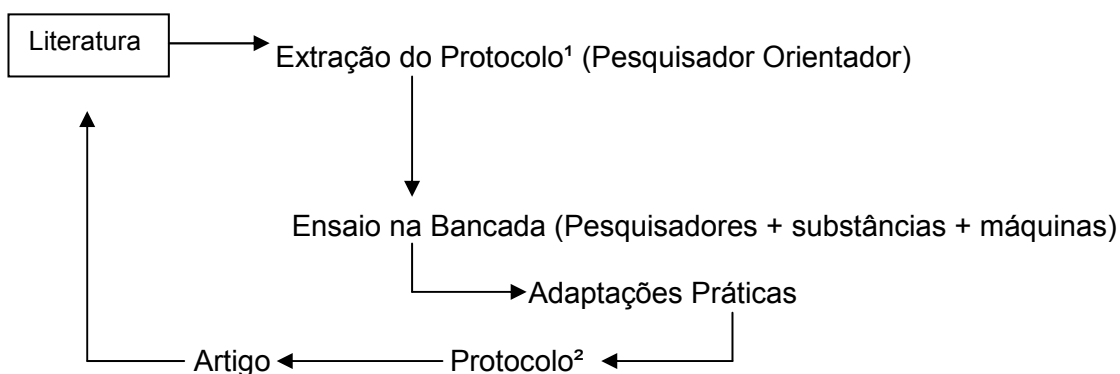 Literatura
Extração do Protocolo¹ (Pesquisador Orientador)
Ensaio na Bancada (Pesquisadores + substâncias + máquinas)
Adaptações Práticas
Artigo
Protocolo²